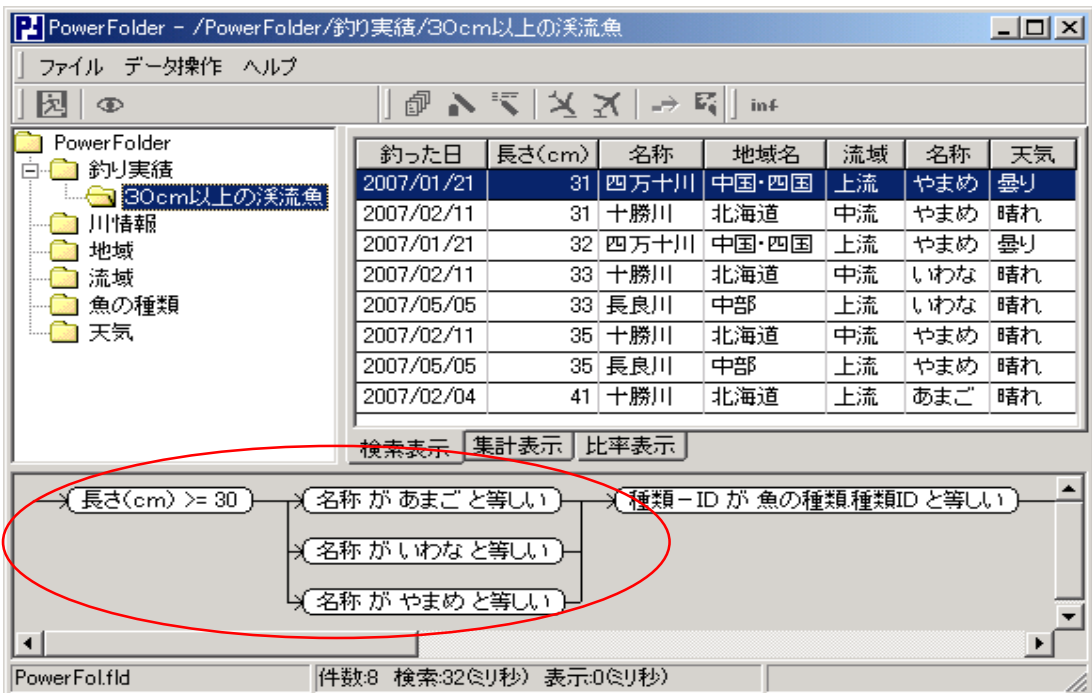 PowerFolder - /PowerFolder/釣り実績/30cm以上の渓流魚
ファイル データ操作 ヘルプ
inf
PowerFolder
釣り実績
30cm以上の渓流魚
川情報
地域
流域
魚の種類
天気
釣った日 長さ(cm) 名称 地域名 流域 名称 天気
2007/01/21 31 四万十川 中国・四国 上流 やまめ 曇り
2007/02/11 31 十勝川 北海道 中流 やまめ 晴れ
2007/01/21 32 四万十川 中国・四国 上流 やまめ 曇り
2007/02/11 33 十勝川 北海道 中流 いわな 晴れ
2007/05/05 33 長良川 中部 上流 いわな 晴れ
2007/02/11 35 十勝川 北海道 中流 やまめ 晴れ
2007/05/05 35 長良川 中部 上流 やまめ 晴れ
2007/02/04 41 十勝川 北海道 上流 あまご 晴れ
検索表示 集計表示 比率表示
長さ(cm) >= 30 名称 が あまご と等しい 種類-ID が 魚の種類.種類ID と等しい
名称 が いわな と等しい
名称 が やまめ と等しい
PowerFol.fld 件数:8 検索:32(ミリ秒) 表示:0(ミリ秒)